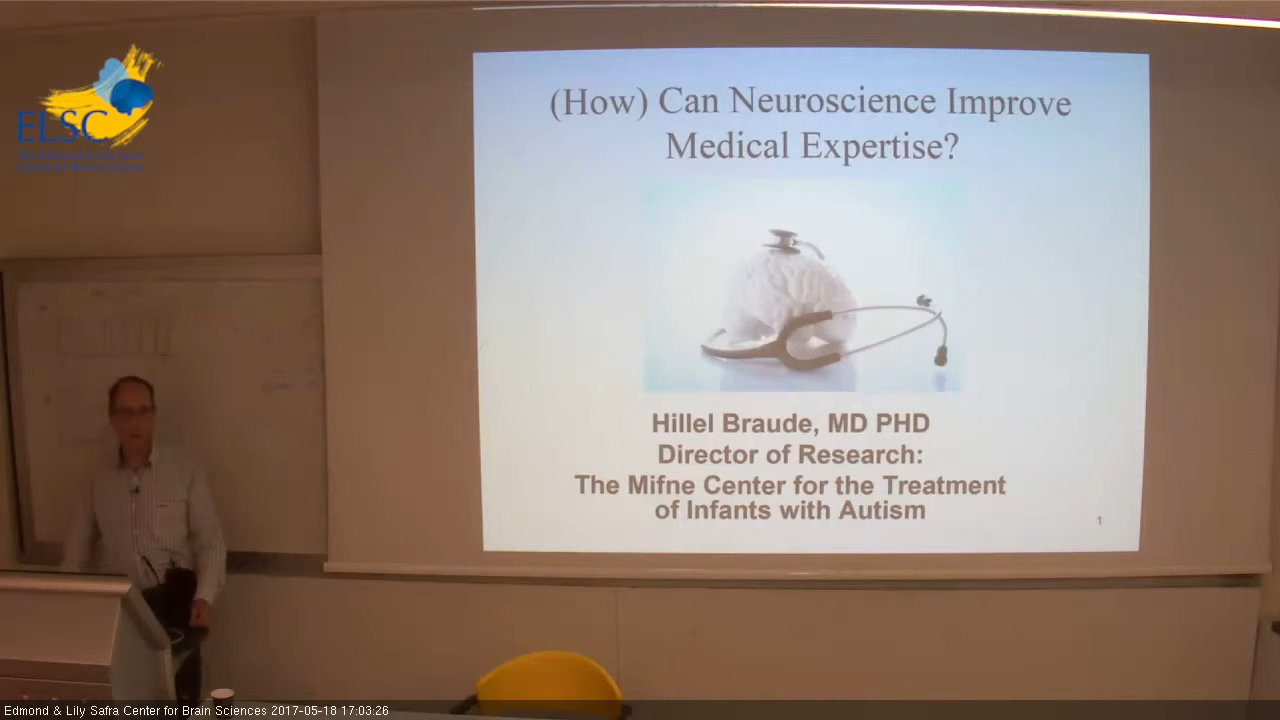 ELSC
(How) Can Neuroscience Improve
Medical Expertise?
Hillel Braude, MD PHD
Director of Research:
The Mifne Center for the Treatment
of Infants with Autism
1
Edmond & Lily Safra Center for Brain Sciences 2017-05-18 17:03:26